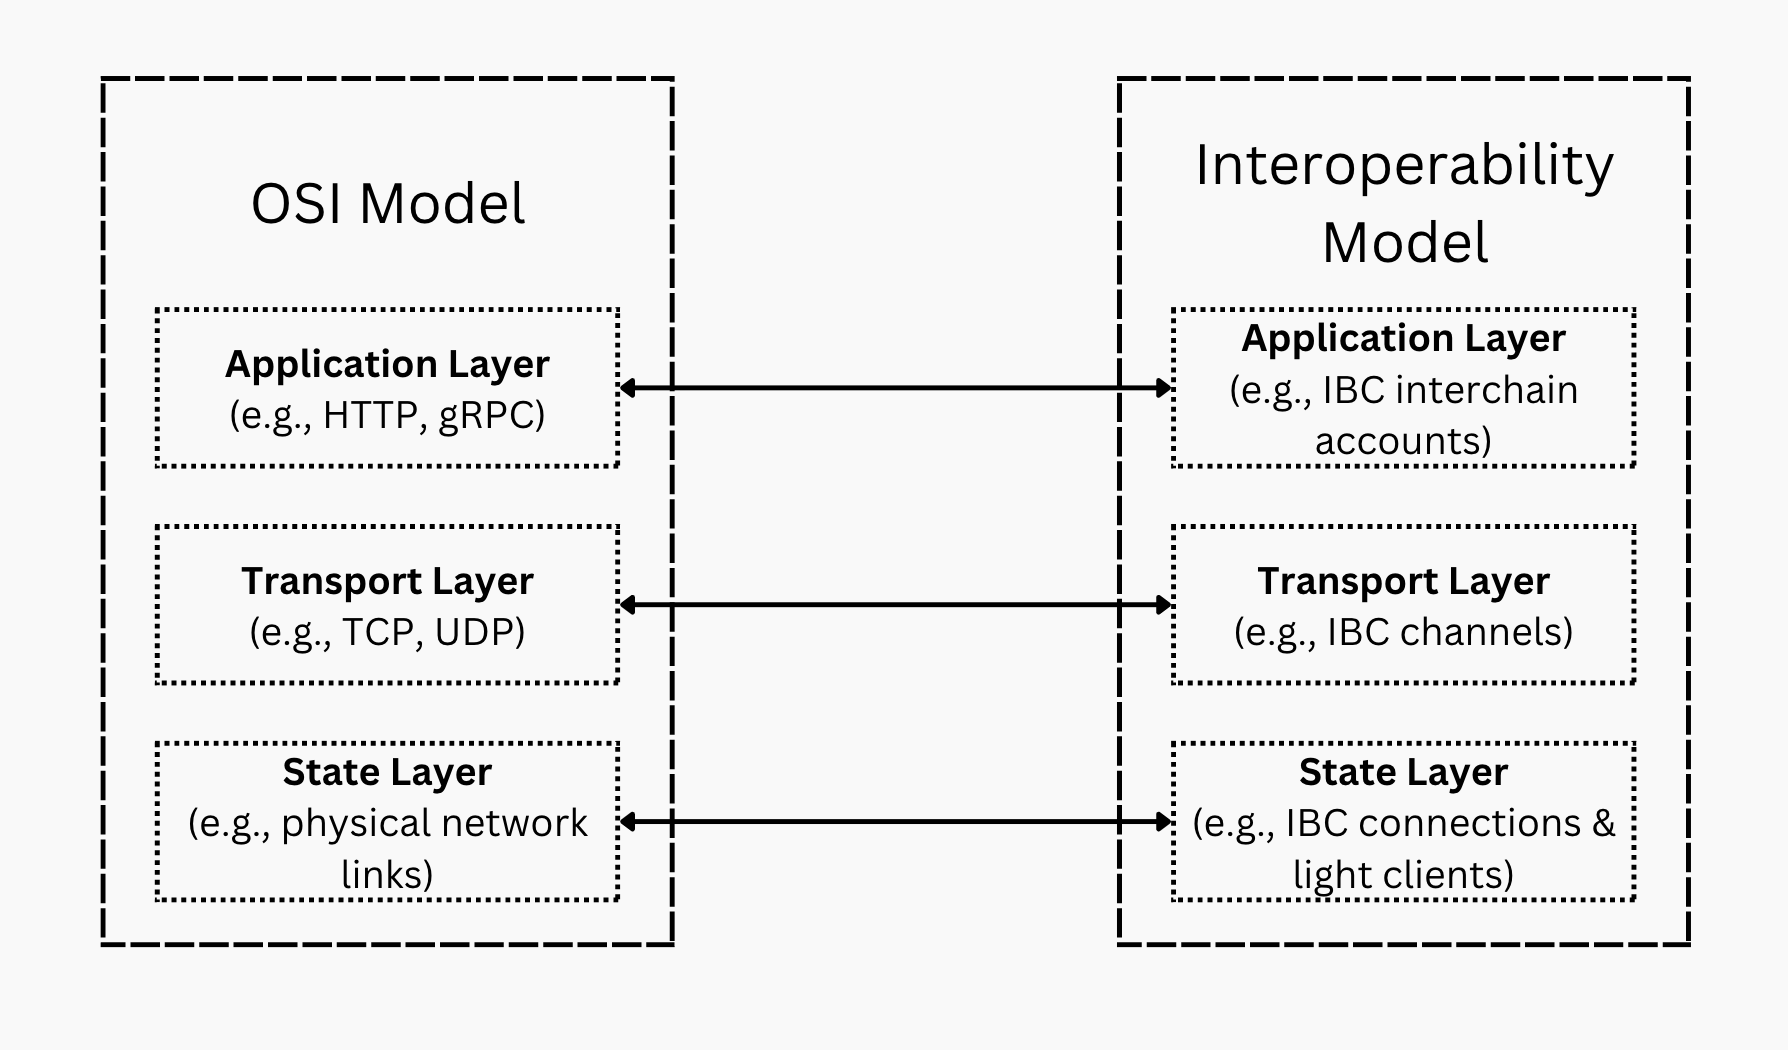 OSI Model
Application Layer
(e.g., HTTP, gRPC)
Transport Layer
(e.g., TCP, UDP)
State Layer
(e.g., physical network
links)
Interoperability
Model
Application Layer
(e.g., IBC interchain
accounts)
Transport Layer
(e.g., IBC channels)
State Layer
(e.g., IBC connections &
light clients)